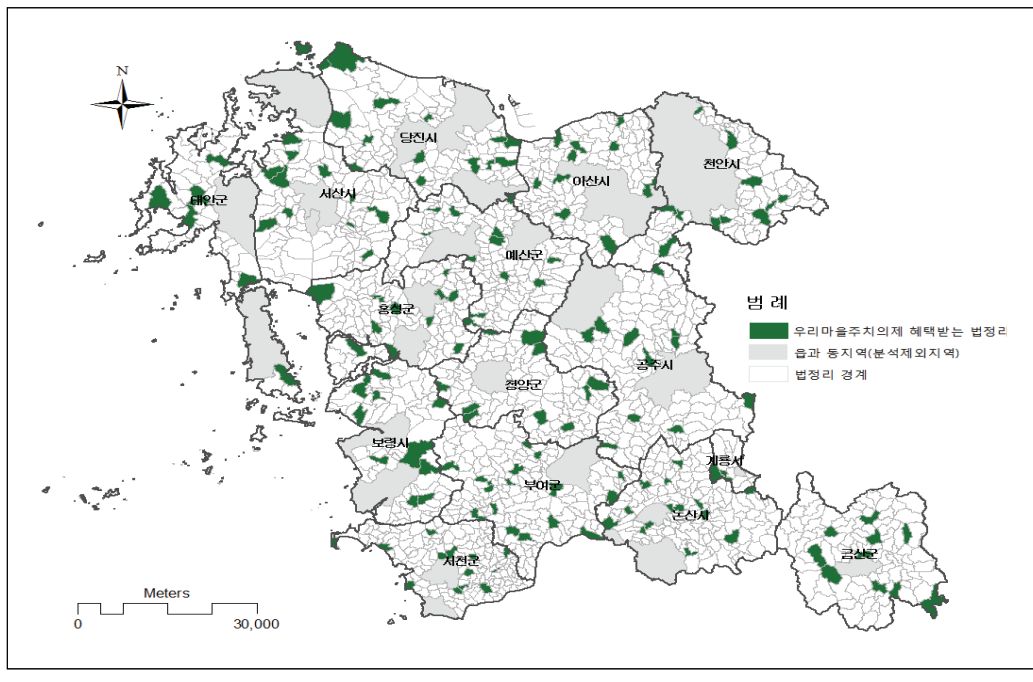 N
당진시
천안시
아산시
서산시
태안군
예산군
범 례
홍성군
우리마을주치의제 혜택받는 법정리
읍과 동지역(분석제외지역)
공주시
청양군
법정리 경계
보령시
계룡시
부여군
논산시
금산군
서천군
Meters
0
30,000